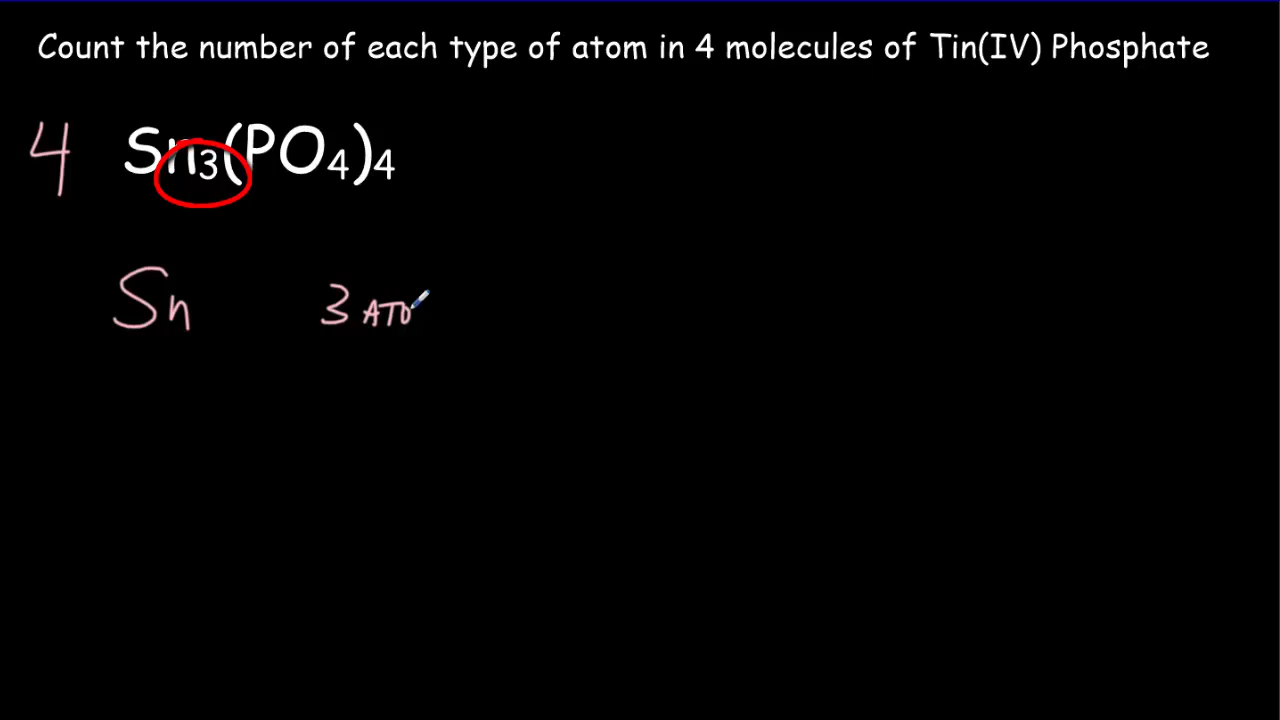 Count the number of each type of atom in 4 molecules of Tin(IV) Phosphate
4 Sn₃(PO₄)₄
Sn 3 ATO